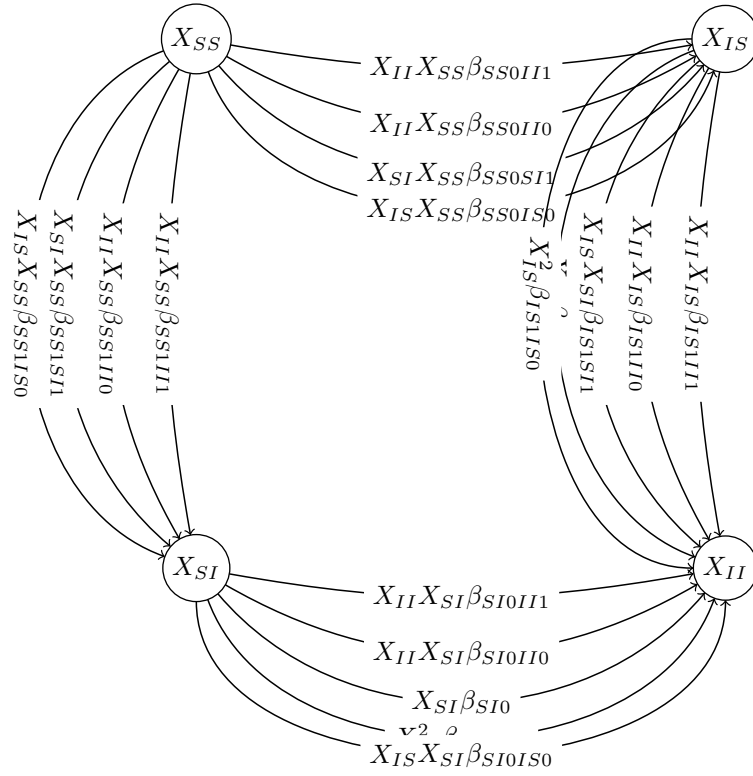 X_{SS}
X_{IS}
X_{II}X_{SS}β_{SS0II1}
X_{II}X_{SS}β_{SS0II0}
X_{SI}X_{SS}β_{SS0SI1}
X_{IS}X_{SS}β_{SS0IS0}
X_{IS}X_{SS}β_{SS1IS0}
X_{SI}X_{SS}β_{SS1SI1}
X_{II}X_{SS}β_{SS1II0}
X_{II}X_{SS}β_{SS1II1}
X_{IS}^{2}β_{IS1IS0}
X_{IS}X_{SI}β_{IS1SI1}
X_{II}X_{IS}β_{IS1II0}
X_{II}X_{IS}β_{IS1II1}
X_{SI}
X_{II}
X_{II}X_{SI}β_{SI0II1}
X_{II}X_{SI}β_{SI0II0}
X_{SI}β_{SI0}
X_{IS}X_{SI}β_{SI0IS0}